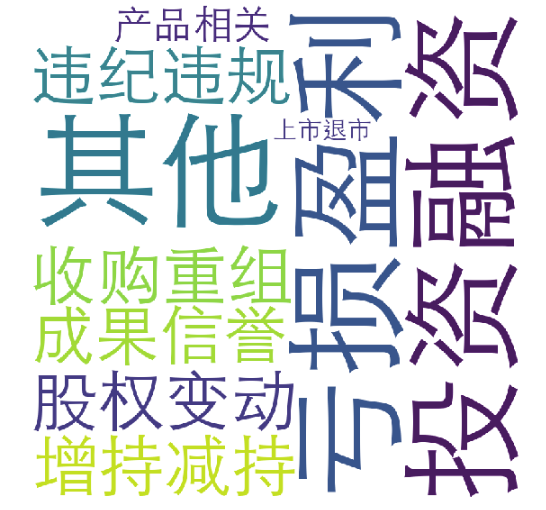 产品相关
违纪违规
其他
上市退市
收购重组
成果信誉
股权变动
增持减持
亏损盈利
投资融资